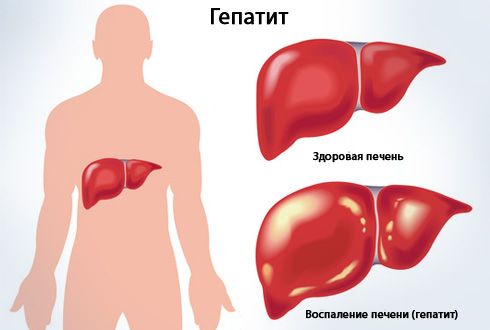 Гепатит
Здоровая печень
Воспаление печени (гепатит)